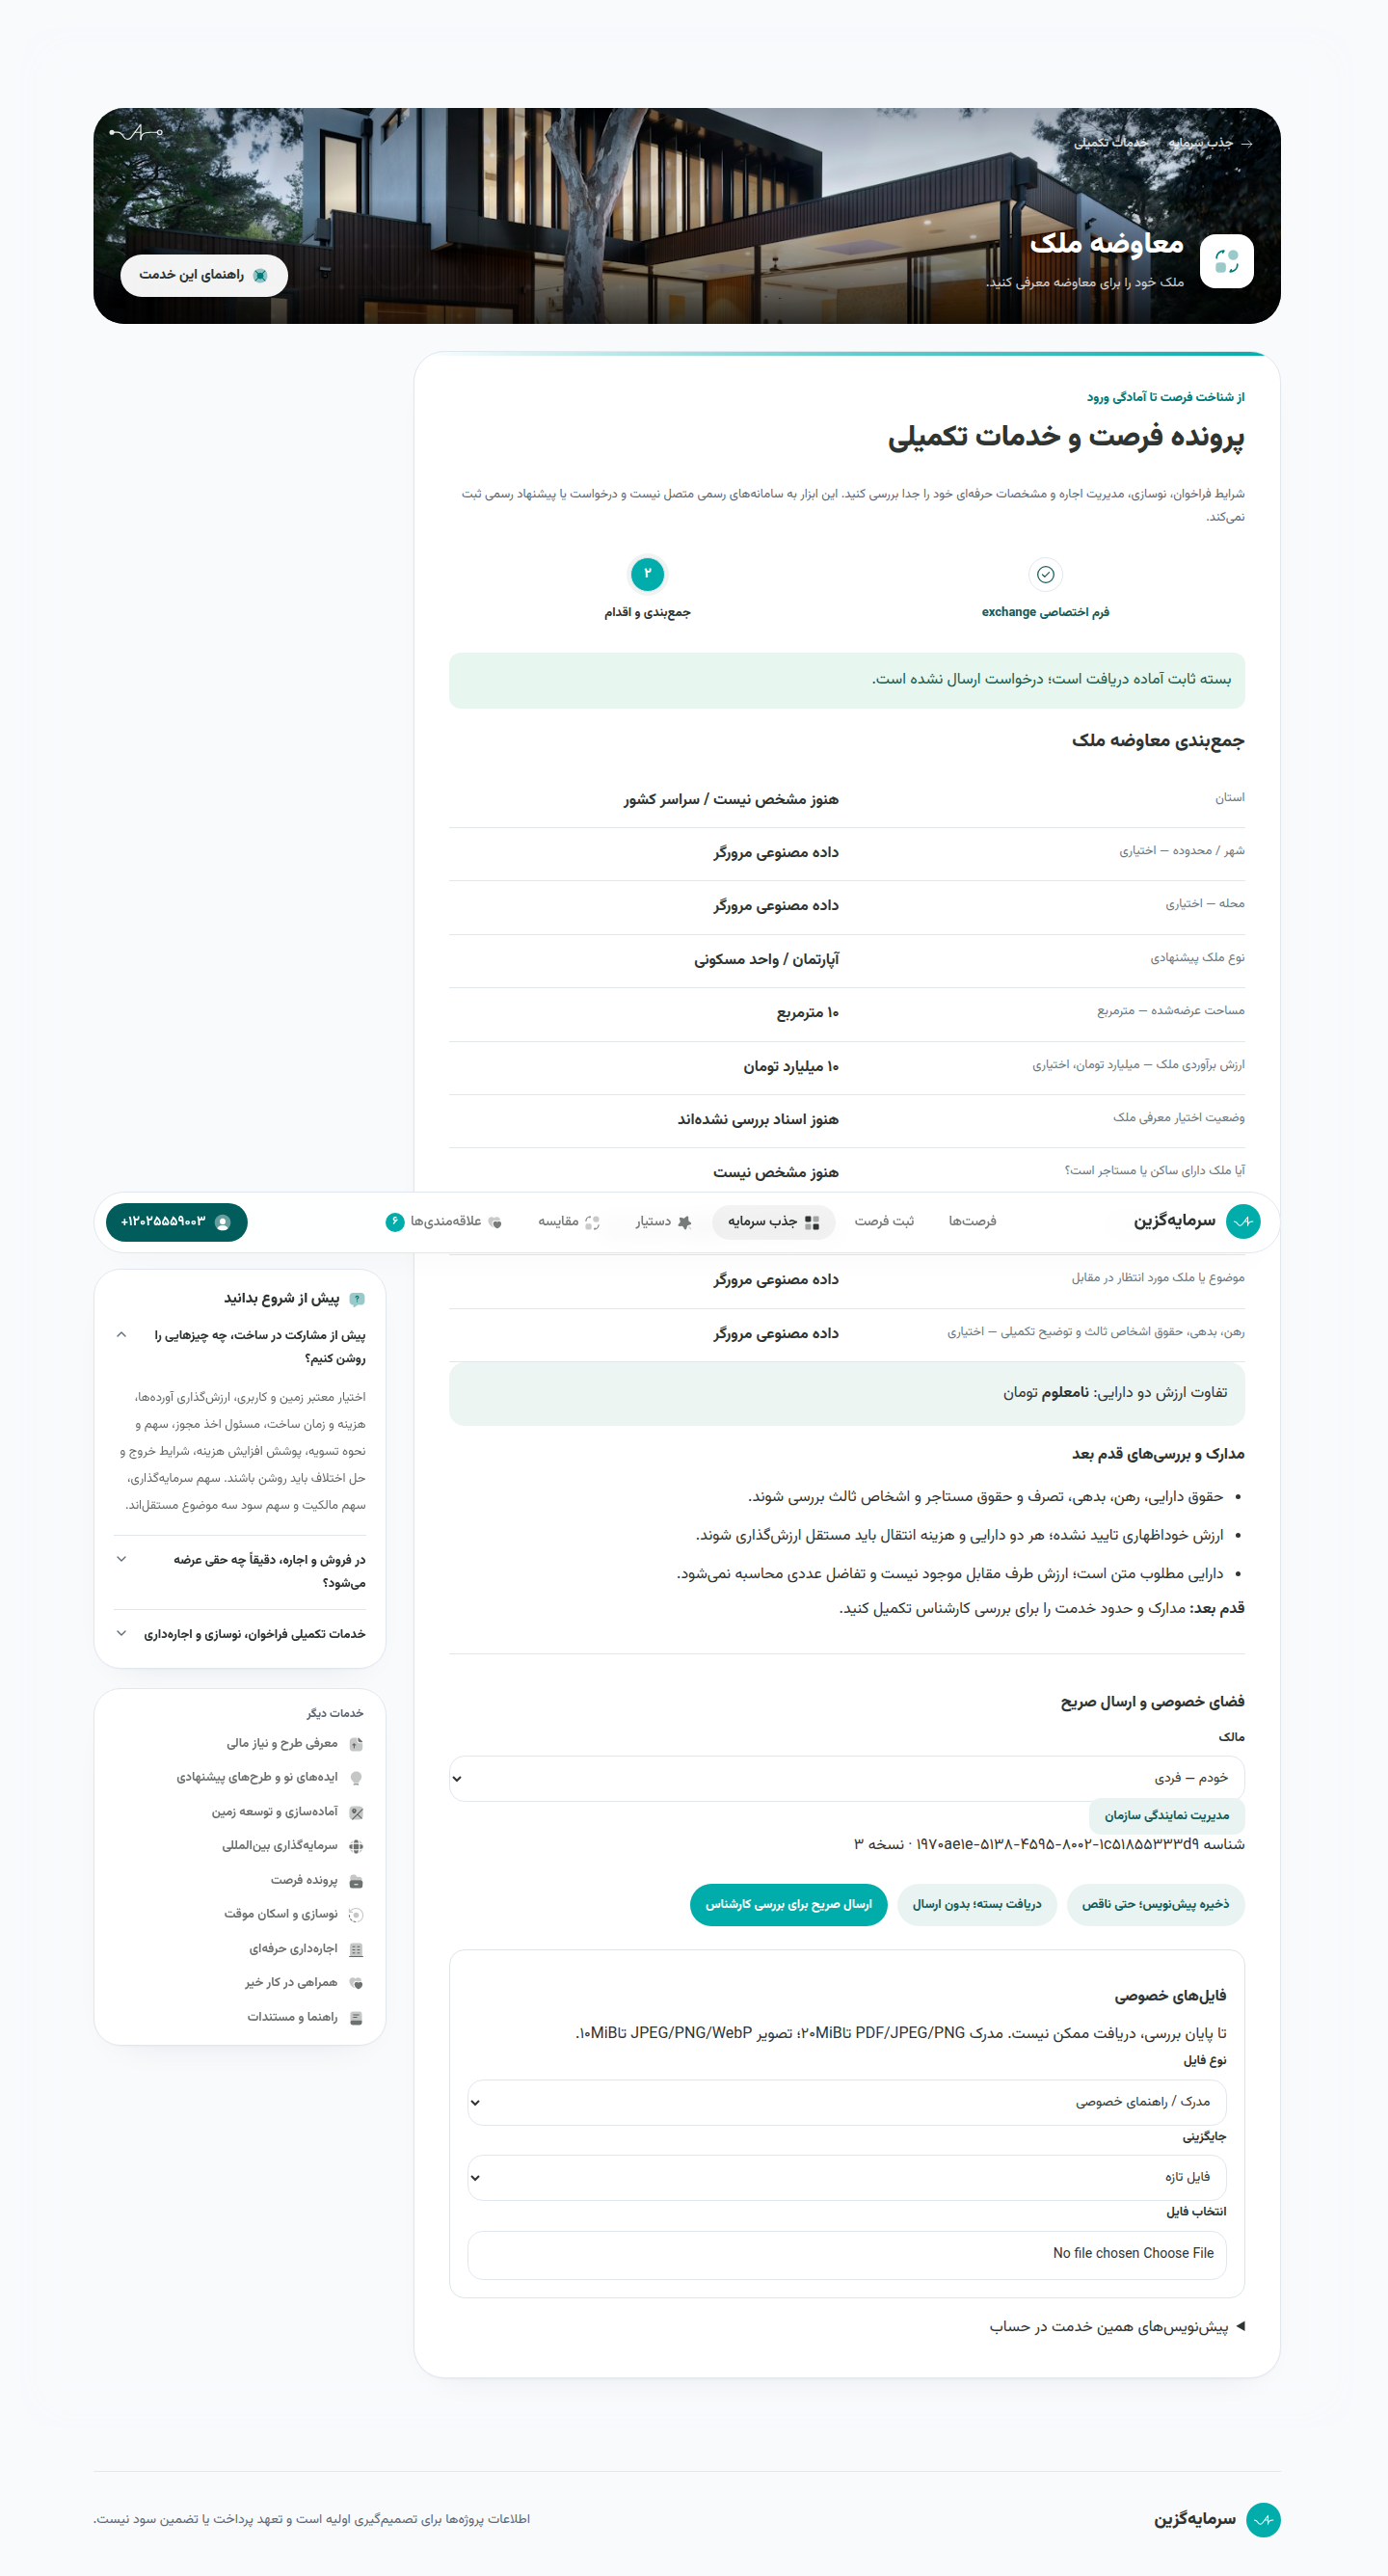 جذب سرمایه
خدمات تکمیلی
معاوضه ملک
ملک خود را برای معاوضه معرفی کنید.
راهنمای این خدمت
از شناخت فرصت تا آمادگی ورود
پرونده فرصت و خدمات تکمیلی
شرایط فراخوان، نوسازی، مدیریت اجاره و مشخصات حرفه‌ای خود را جدا بررسی کنید. این ابزار به سامانه‌های رسمی متصل نیست و درخواست یا پیشنهاد رسمی ثبت
نمی‌کند.
۲
فرم اختصاصی exchange
جمع‌بندی و اقدام
بسته ثابت آماده دریافت است؛ درخواست ارسال نشده است.
جمع‌بندی معاوضه ملک
استان
هنوز مشخص نیست / سراسر کشور
شهر / محدوده — اختیاری
داده مصنوعی مرورگر
محله — اختیاری
داده مصنوعی مرورگر
نوع ملک پیشنهادی
آپارتمان / واحد مسکونی
مساحت عرضه‌شده — مترمربع
۱۰ مترمربع
ارزش برآوردی ملک — میلیارد تومان، اختیاری
۱۰ میلیارد تومان
وضعیت اختیار معرفی ملک
هنوز اسناد بررسی نشده‌اند
آیا ملک دارای ساکن یا مستاجر است؟
هنوز مشخص نیست
سرمایه‌گزین
فرصت‌ها
ثبت فرصت
جذب سرمایه
دستیار
مقایسه
علاقه‌مندی‌ها ۶
+۱۲۰۲۵۵۵۹۰۰۳
موضوع یا ملک مورد انتظار در مقابل
داده مصنوعی مرورگر
رهن، بدهی، حقوق اشخاص ثالث و توضیح تکمیلی — اختیاری
داده مصنوعی مرورگر
تفاوت ارزش دو دارایی: نامعلوم تومان
مدارک و بررسی‌های قدم بعد
• حقوق دارایی، رهن، بدهی، تصرف و حقوق مستاجر و اشخاص ثالث بررسی شوند.
• ارزش خوداظهاری تایید نشده؛ هر دو دارایی و هزینه انتقال باید مستقل ارزش‌گذاری شوند.
• دارایی مطلوب متن است؛ ارزش طرف مقابل موجود نیست و تفاضل عددی محاسبه نمی‌شود.
قدم بعد: مدارک و حدود خدمت را برای بررسی کارشناس تکمیل کنید.
فضای خصوصی و ارسال صریح
مالک
خودم — فردی
مدیریت نمایندگی سازمان
شناسه ۱۹۷۰ae۱e-۵۱۳۸-۴۵۹۵-۸۰۰۲-۱c۵۱۸۵۵۳۳۳d۹ · نسخه ۳
ذخیره پیش‌نویس؛ حتی ناقص
دریافت بسته؛ بدون ارسال
ارسال صریح برای بررسی کارشناس
فایل‌های خصوصی
تا پایان بررسی، دریافت ممکن نیست. مدرک PDF/JPEG/PNG تا۲۰MiB؛ تصویر JPEG/PNG/WebP تا۱۰MiB.
نوع فایل
مدرک / راهنمای خصوصی
جایگزینی
فایل تازه
انتخاب فایل
No file chosen Choose File
پیش‌نویس‌های همین خدمت در حساب
پیش از شروع بدانید
پیش از مشارکت در ساخت، چه چیزهایی را
روشن کنیم؟
اختیار معتبر زمین و کاربری، ارزش‌گذاری آورده‌ها،
هزینه و زمان ساخت، مسئول اخذ مجوز، سهم و
نحوه تسویه، پوشش افزایش هزینه، شرایط خروج و
حل اختلاف باید روشن باشند. سهم سرمایه‌گذاری،
سهم مالکیت و سهم سود سه موضوع مستقل‌اند.
در فروش و اجاره، دقیقاً چه حقی عرضه
می‌شود؟
خدمات تکمیلی فراخوان، نوسازی و اجاره‌داری
خدمات دیگر
معرفی طرح و نیاز مالی
ایده‌های نو و طرح‌های پیشنهادی
آماده‌سازی و توسعه زمین
سرمایه‌گذاری بین‌المللی
پرونده فرصت
نوسازی و اسکان موقت
اجاره‌داری حرفه‌ای
همراهی در کار خیر
راهنما و مستندات
سرمایه‌گزین
اطلاعات پروژه‌ها برای تصمیم‌گیری اولیه است و تعهد پرداخت یا تضمین سود نیست.